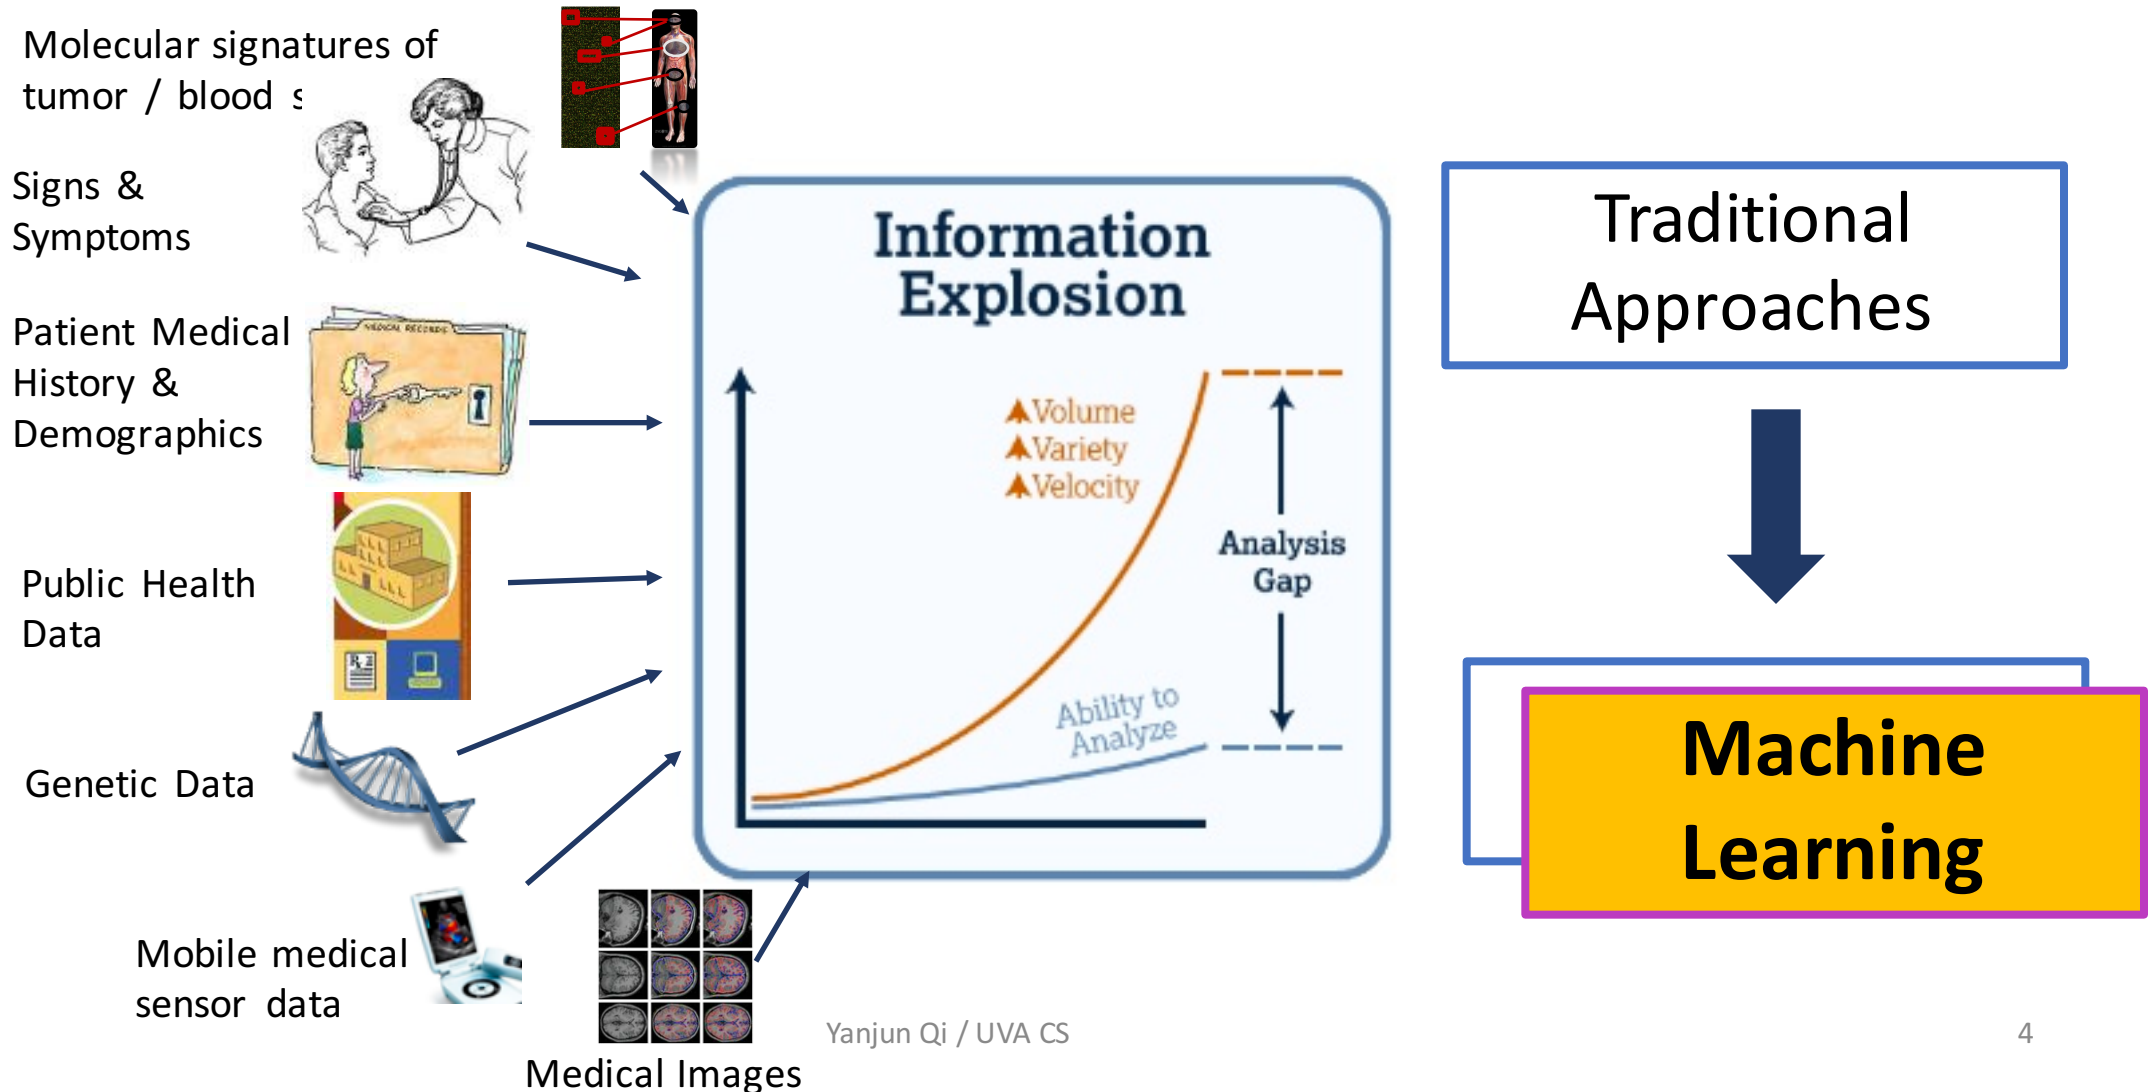 Molecular signatures of
tumor / blood s
Signs &
Symptoms
Patient Medical
History &
Demographics
MEDICAL RECORDS
Public Health
Data
Genetic Data
Mobile medical
sensor data
Medical Images
Information
Explosion
Volume
Variety
Velocity
Analysis
Gap
Ability to
Analyze
Traditional
Approaches
Machine
Learning
Yanjun Qi / UVA CS
4